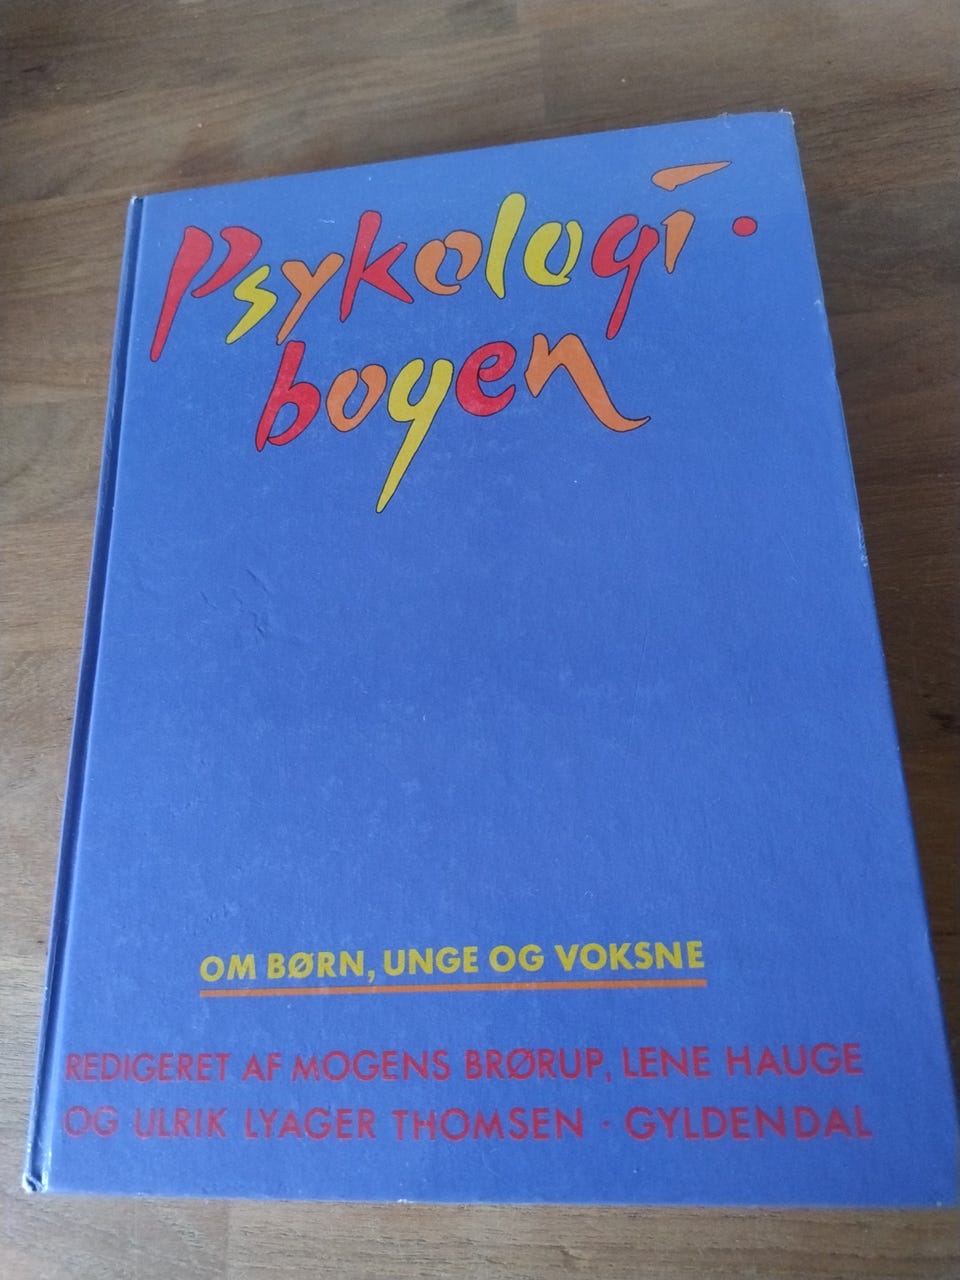 Psykologi·
bogen
OM BØRN, UNGE OG VOKSNE
REDIGERET AF MOGENS BRØRUP, LENE HAUGE
OG ULRIK LYAGER THOMSEN · GYLDENDAL